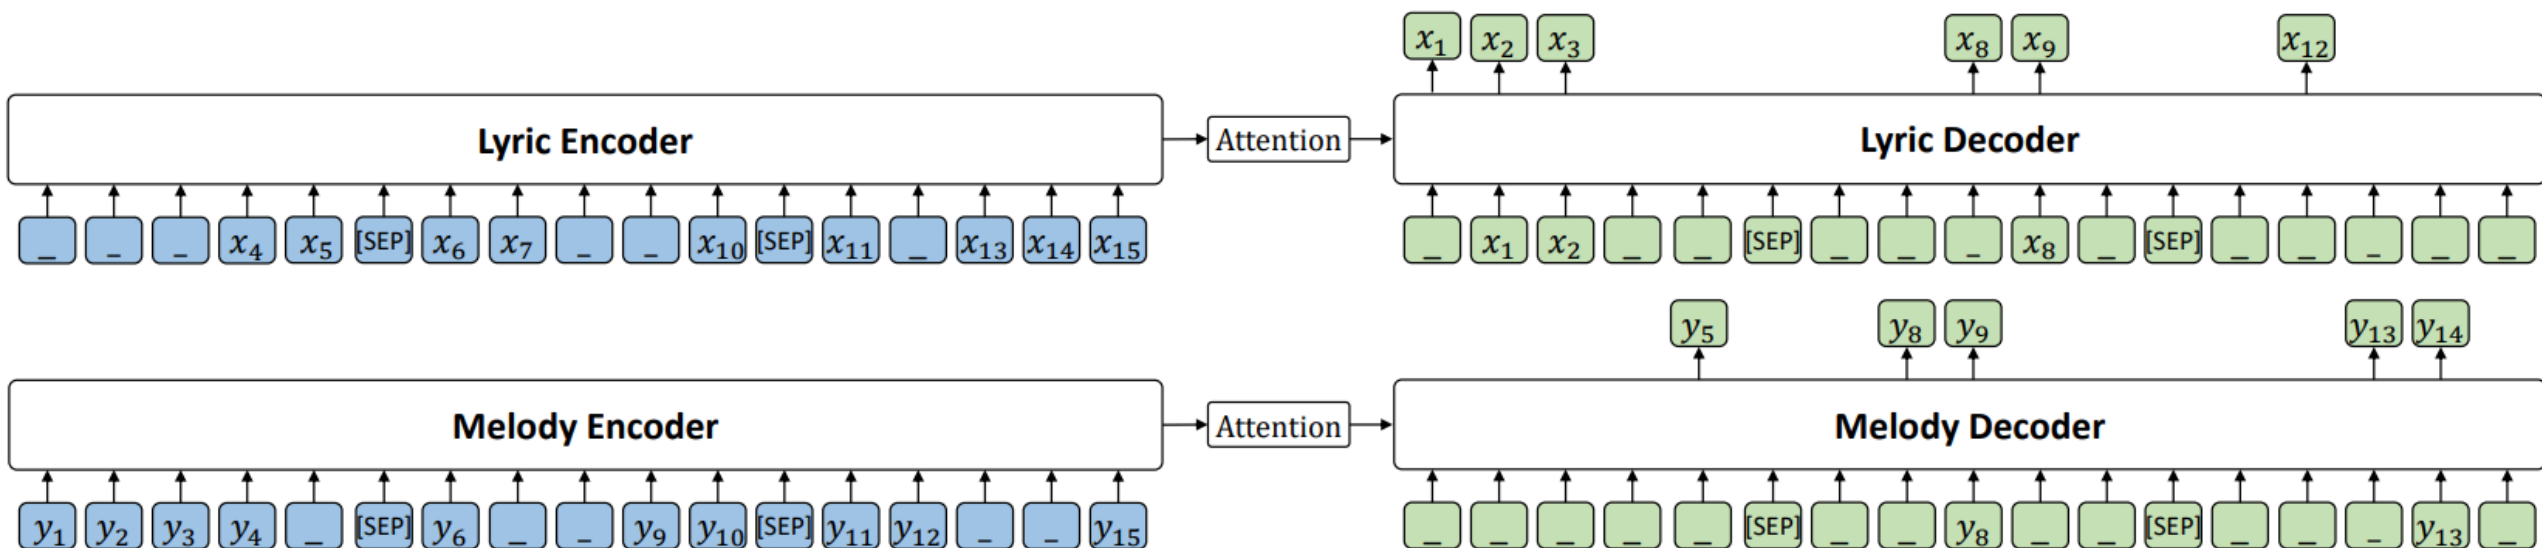 x₁ x₂ x₃ x₈ x₉ x₁₂
Lyric Encoder Attention Lyric Decoder
_ _ _ x₄ x₅ [SEP] x₆ x₇ _ _ x₁₀ [SEP] x₁₁ _ x₁₃ x₁₄ x₁₅ _ x₁ x₂ _ _ [SEP] _ _ _ x₈ _ [SEP] _ _ _ _ _
y₅ y₈ y₉ y₁₃ y₁₄
Melody Encoder Attention Melody Decoder
y₁ y₂ y₃ y₄ _ [SEP] y₆ _ _ y₉ y₁₀ [SEP] y₁₁ y₁₂ _ _ y₁₅ _ _ _ _ _ [SEP] _ _ y₈ _ _ [SEP] _ _ _ y₁₃ _